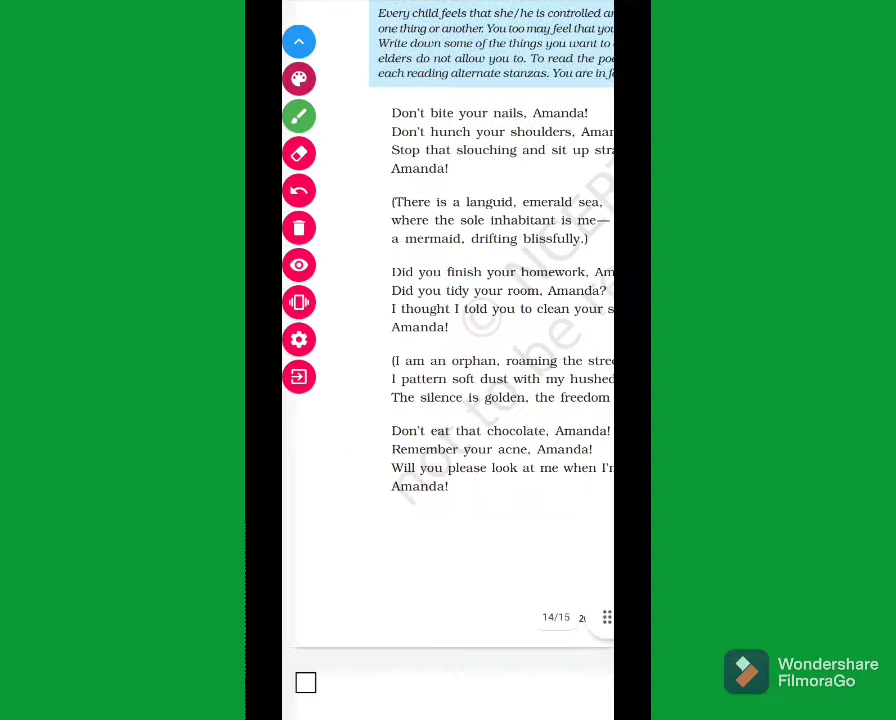 Every child feels that she/he is controlled
one thing or another. You too may feel that
Write down some of the things you want to
elders do not allow you to. To read the
each reading alternate stanzas. You are in
Don't bite your nails, Amanda!
Don't hunch your shoulders,
Stop that slouching and sit up
Amanda!
(There is a languid, emerald sea,
where the sole inhabitant is me—
a mermaid, drifting blissfully.)
Did you finish your homework,
Did you tidy your room, Amanda?
I thought I told you to clean your
Amanda!
(I am an orphan, roaming the
I pattern soft dust with my hushed
The silence is golden, the freedom
Don't eat that chocolate, Amanda!
Remember your acne, Amanda!
Will you please look at me when
Amanda!
© NCERT
not to be
14/15
Wondershare
FilmoraGo